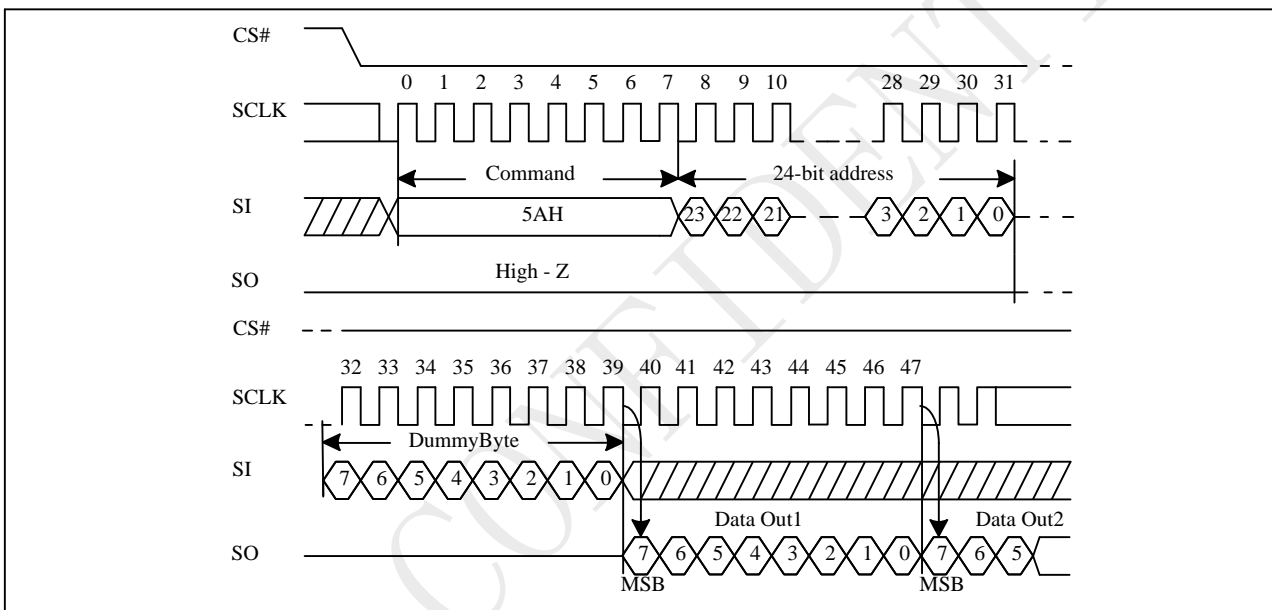 CS#
0 1 2 3 4 5 6 7 8 9 10 28 29 30 31
SCLK
Command 24-bit address
SI 5AH 23 22 21 3 2 1 0
High - Z
SO
CS#
32 33 34 35 36 37 38 39 40 41 42 43 44 45 46 47
SCLK
DummyByte
SI 7 6 5 4 3 2 1 0
Data Out1 Data Out2
SO 7 6 5 4 3 2 1 0 7 6 5
MSB MSB
CONFIDENT